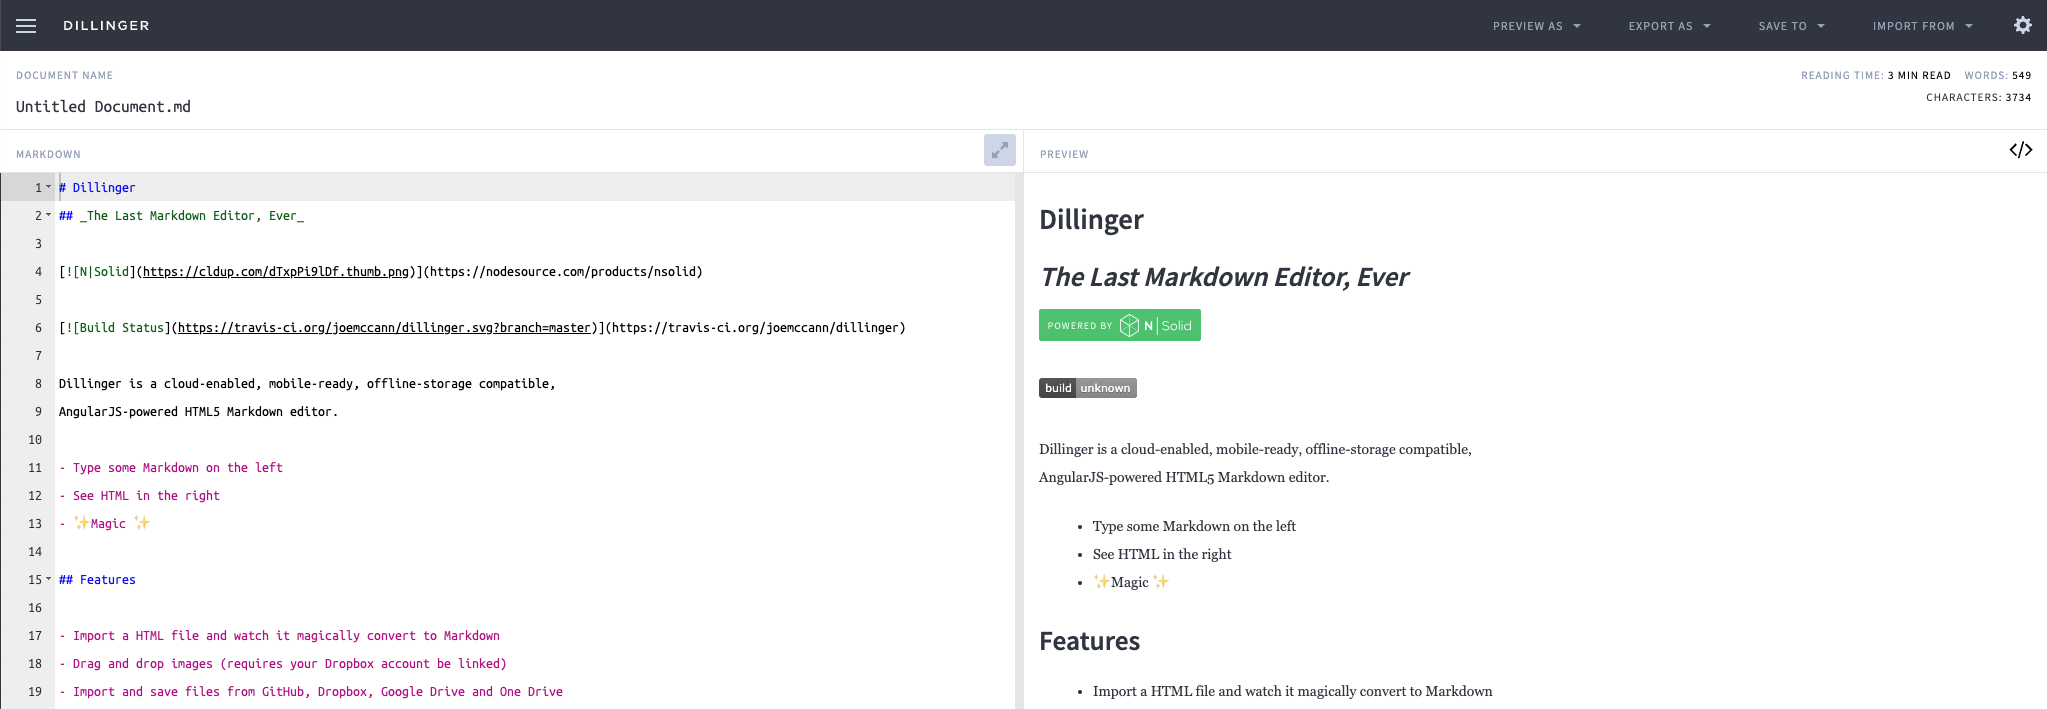 DILLINGER
PREVIEW AS
EXPORT AS
SAVE TO
IMPORT FROM
DOCUMENT NAME
Untitled Document.md
READING TIME: 3 MIN READ WORDS: 549
CHARACTERS: 3734
MARKDOWN
1 # Dillinger
2 ## _The Last Markdown Editor, Ever_
3
4 [![N|Solid](https://cldup.com/dTxpPi9lDf.thumb.png)](https://nodesource.com/products/nsolid)
5
6 [![Build Status](https://travis-ci.org/joemccann/dillinger.svg?branch=master)](https://travis-ci.org/joemccann/dillinger)
7
8 Dillinger is a cloud-enabled, mobile-ready, offline-storage compatible,
9 AngularJS-powered HTML5 Markdown editor.
10
11 - Type some Markdown on the left
12 - See HTML in the right
13 - ✨Magic ✨
14
15 ## Features
16
17 - Import a HTML file and watch it magically convert to Markdown
18 - Drag and drop images (requires your Dropbox account be linked)
19 - Import and save files from GitHub, Dropbox, Google Drive and One Drive
PREVIEW
</>
Dillinger
The Last Markdown Editor, Ever
POWERED BY N|Solid
build unknown
Dillinger is a cloud-enabled, mobile-ready, offline-storage compatible,
AngularJS-powered HTML5 Markdown editor.
• Type some Markdown on the left
• See HTML in the right
• ✨Magic ✨
Features
• Import a HTML file and watch it magically convert to Markdown